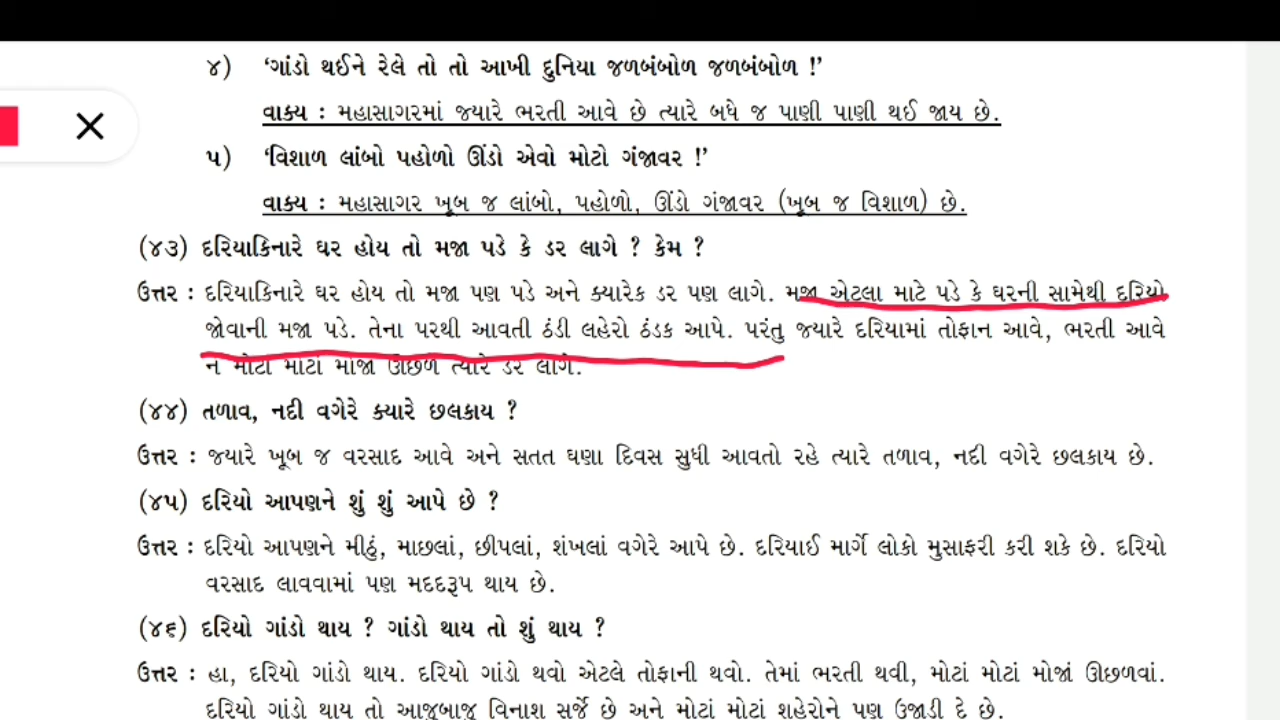 ૪) ‘ગાંડો થઈને રેલે તો તો આખી દુનિયા જળબંબોળ જળબંબોળ !’
વાક્ય : મહાસાગરમાં જ્યારે ભરતી આવે છે ત્યારે બધે જ પાણી પાણી થઈ જાય છે.
૫) ‘વિશાળ લાંબો પહોળો ઊંડો એવો મોટો ગંજાવર !’
વાક્ય : મહાસાગર ખૂબ જ લાંબો, પહોળો, ઊંડો ગંજાવર (ખૂબ જ વિશાળ) છે.
(૪૩) દરિયાકિનારે ઘર હોય તો મજા પડે કે ડર લાગે ? કેમ ?
ઉત્તર : દરિયાકિનારે ઘર હોય તો મજા પણ પડે અને ક્યારેક ડર પણ લાગે. મજા એટલા માટે પડે કે ઘરની સામેથી દરિયો
જોવાની મજા પડે. તેના પરથી આવતી ઠંડી લહેરો ઠંડક આપે. પરંતુ જ્યારે દરિયામાં તોફાન આવે, ભરતી આવે
ને મોટાં મોટાં મોજાં ઊછળે ત્યારે ડર લાગે.
(૪૪) તળાવ, નદી વગેરે ક્યારે છલકાય ?
ઉત્તર : જ્યારે ખૂબ જ વરસાદ આવે અને સતત ઘણા દિવસ સુધી આવતો રહે ત્યારે તળાવ, નદી વગેરે છલકાય છે.
(૪૫) દરિયો આપણને શું શું આપે છે ?
ઉત્તર : દરિયો આપણને મીઠું, માછલાં, છીપલાં, શંખલાં વગેરે આપે છે. દરિયાઈ માર્ગે લોકો મુસાફરી કરી શકે છે. દરિયો
વરસાદ લાવવામાં પણ મદદરૂપ થાય છે.
(૪૬) દરિયો ગાંડો થાય ? ગાંડો થાય તો શું થાય ?
ઉત્તર : હા, દરિયો ગાંડો થાય. દરિયો ગાંડો થવો એટલે તોફાની થવો. તેમાં ભરતી થવી, મોટાં મોટાં મોજાં ઊછળવાં.
દરિયો ગાંડો થાય તો આજુબાજુ વિનાશ સર્જે છે અને મોટાં મોટાં શહેરોને પણ ઉજાડી દે છે.